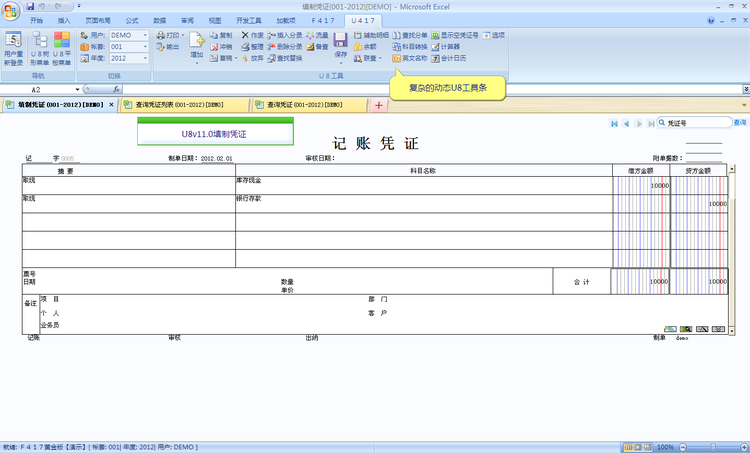 填制凭证(001-2012)[DEMO] - Microsoft Excel
开始 插入 页面布局 公式 数据 审阅 视图 开发工具 加载项 F 4 1 7 U 4 1 7
用户重新登录 U8树形菜单 U8平板菜单
用户: DEMO
帐套: 001
年度: 2012
打印 输出 增加
复制 作废 插入分录 流量
冲销 整理 删除分录 备查
草稿 放弃 查找替换
保存
辅助明细 查找分单 显示空凭证号 选项
余额 科目转换 计算器
联查 英文名称 会计日历
导航 切换 U 8 工具
A2 fx
复杂的动态U8工具条
填制凭证(001-2012)[DEMO] 查询凭证列表(001-2012)[DEMO] 查询凭证(001-2012)[DEMO]
凭证号 查询
U8v11.0填制凭证
记 账 凭 证
记 字 0005 制单日期: 2012.02.01 审核日期: 附单据数:
摘 要 科目名称 借方金额 贷方金额
取现 库存现金 10000
取现 银行存款 10000
票号
日期 数量 合 计 10000 10000
单价
备注 项 目 部 门
个 人 客 户
业务员
记账 审核 出纳 制单 demo
就绪: F 4 1 7黄金版【演示】[ 帐套: 001| 年度: 2012| 用户: DEMO ] 100%